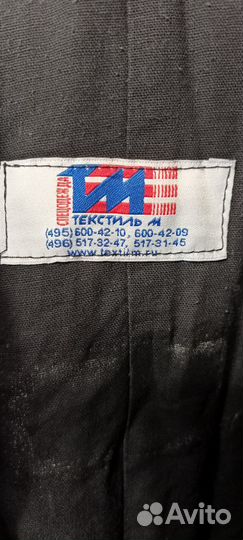 СПЕЦОДЕЖДА
ТМ
ТЕКСТИЛЬ М
(495) 600-42-10, 600-42-09
(496) 517-32-47, 517-31-45
www.textilm.ru
Avito